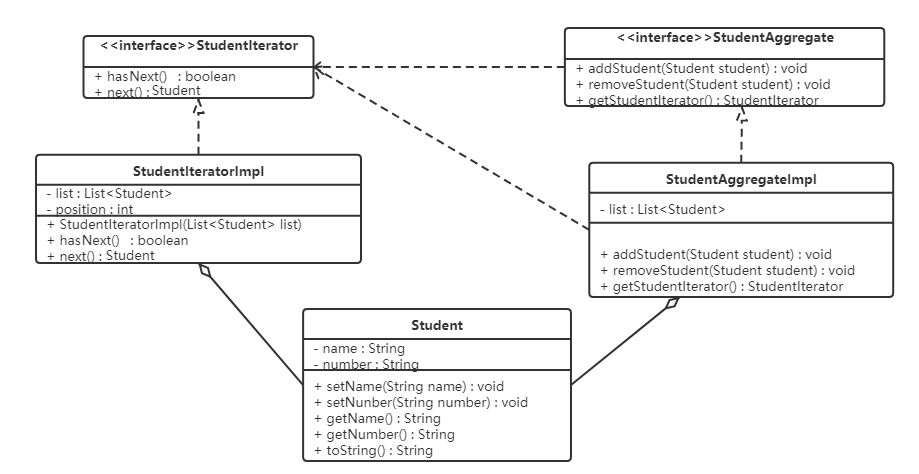 <<interface>>StudentIterator
+ hasNext() : boolean
+ next() : Student
<<interface>>StudentAggregate
+ addStudent(Student student) : void
+ removeStudent(Student student) : void
+ getStudentIterator() : StudentIterator
StudentIteratorImpl
- list : List<Student>
- position : int
+ StudentIteratorImpl(List<Student> list)
+ hasNext() : boolean
+ next() : Student
StudentAggregateImpl
- list : List<Student>
+ addStudent(Student student) : void
+ removeStudent(Student student) : void
+ getStudentIterator() : StudentIterator
Student
- name : String
- number : String
+ setName(String name) : void
+ setNunber(String number) : void
+ getName() : String
+ getNumber() : String
+ toString() : String